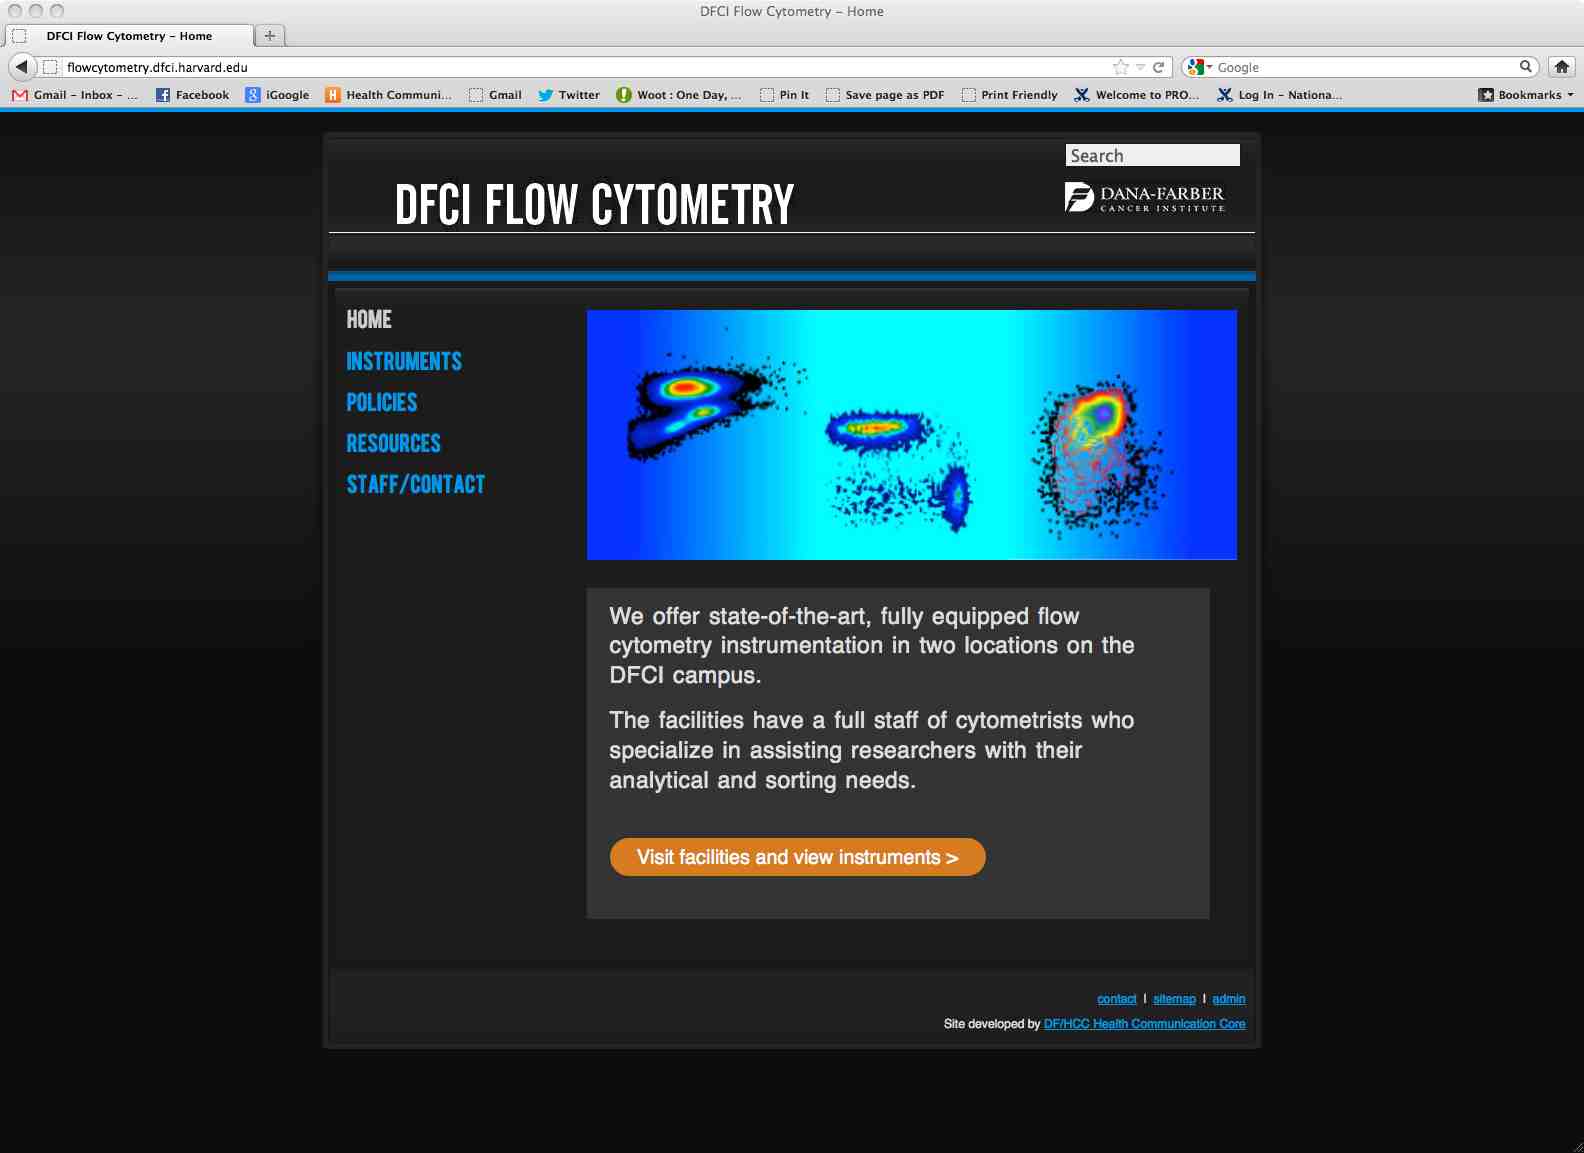 DFCI Flow Cytometry – Home
DFCI Flow Cytometry – Home
flowcytometry.dfci.harvard.edu
Google
Gmail – Inbox – ...
Facebook
iGoogle
Health Communi...
Gmail
Twitter
Woot : One Day, ...
Pin It
Save page as PDF
Print Friendly
Welcome to PRO...
Log In – Nationa...
Bookmarks
Search
DFCI FLOW CYTOMETRY
DANA-FARBER
CANCER INSTITUTE
HOME
INSTRUMENTS
POLICIES
RESOURCES
STAFF/CONTACT
We offer state-of-the-art, fully equipped flow
cytometry instrumentation in two locations on the
DFCI campus.
The facilities have a full staff of cytometrists who
specialize in assisting researchers with their
analytical and sorting needs.
Visit facilities and view instruments >
contact | sitemap | admin
Site developed by DF/HCC Health Communication Core